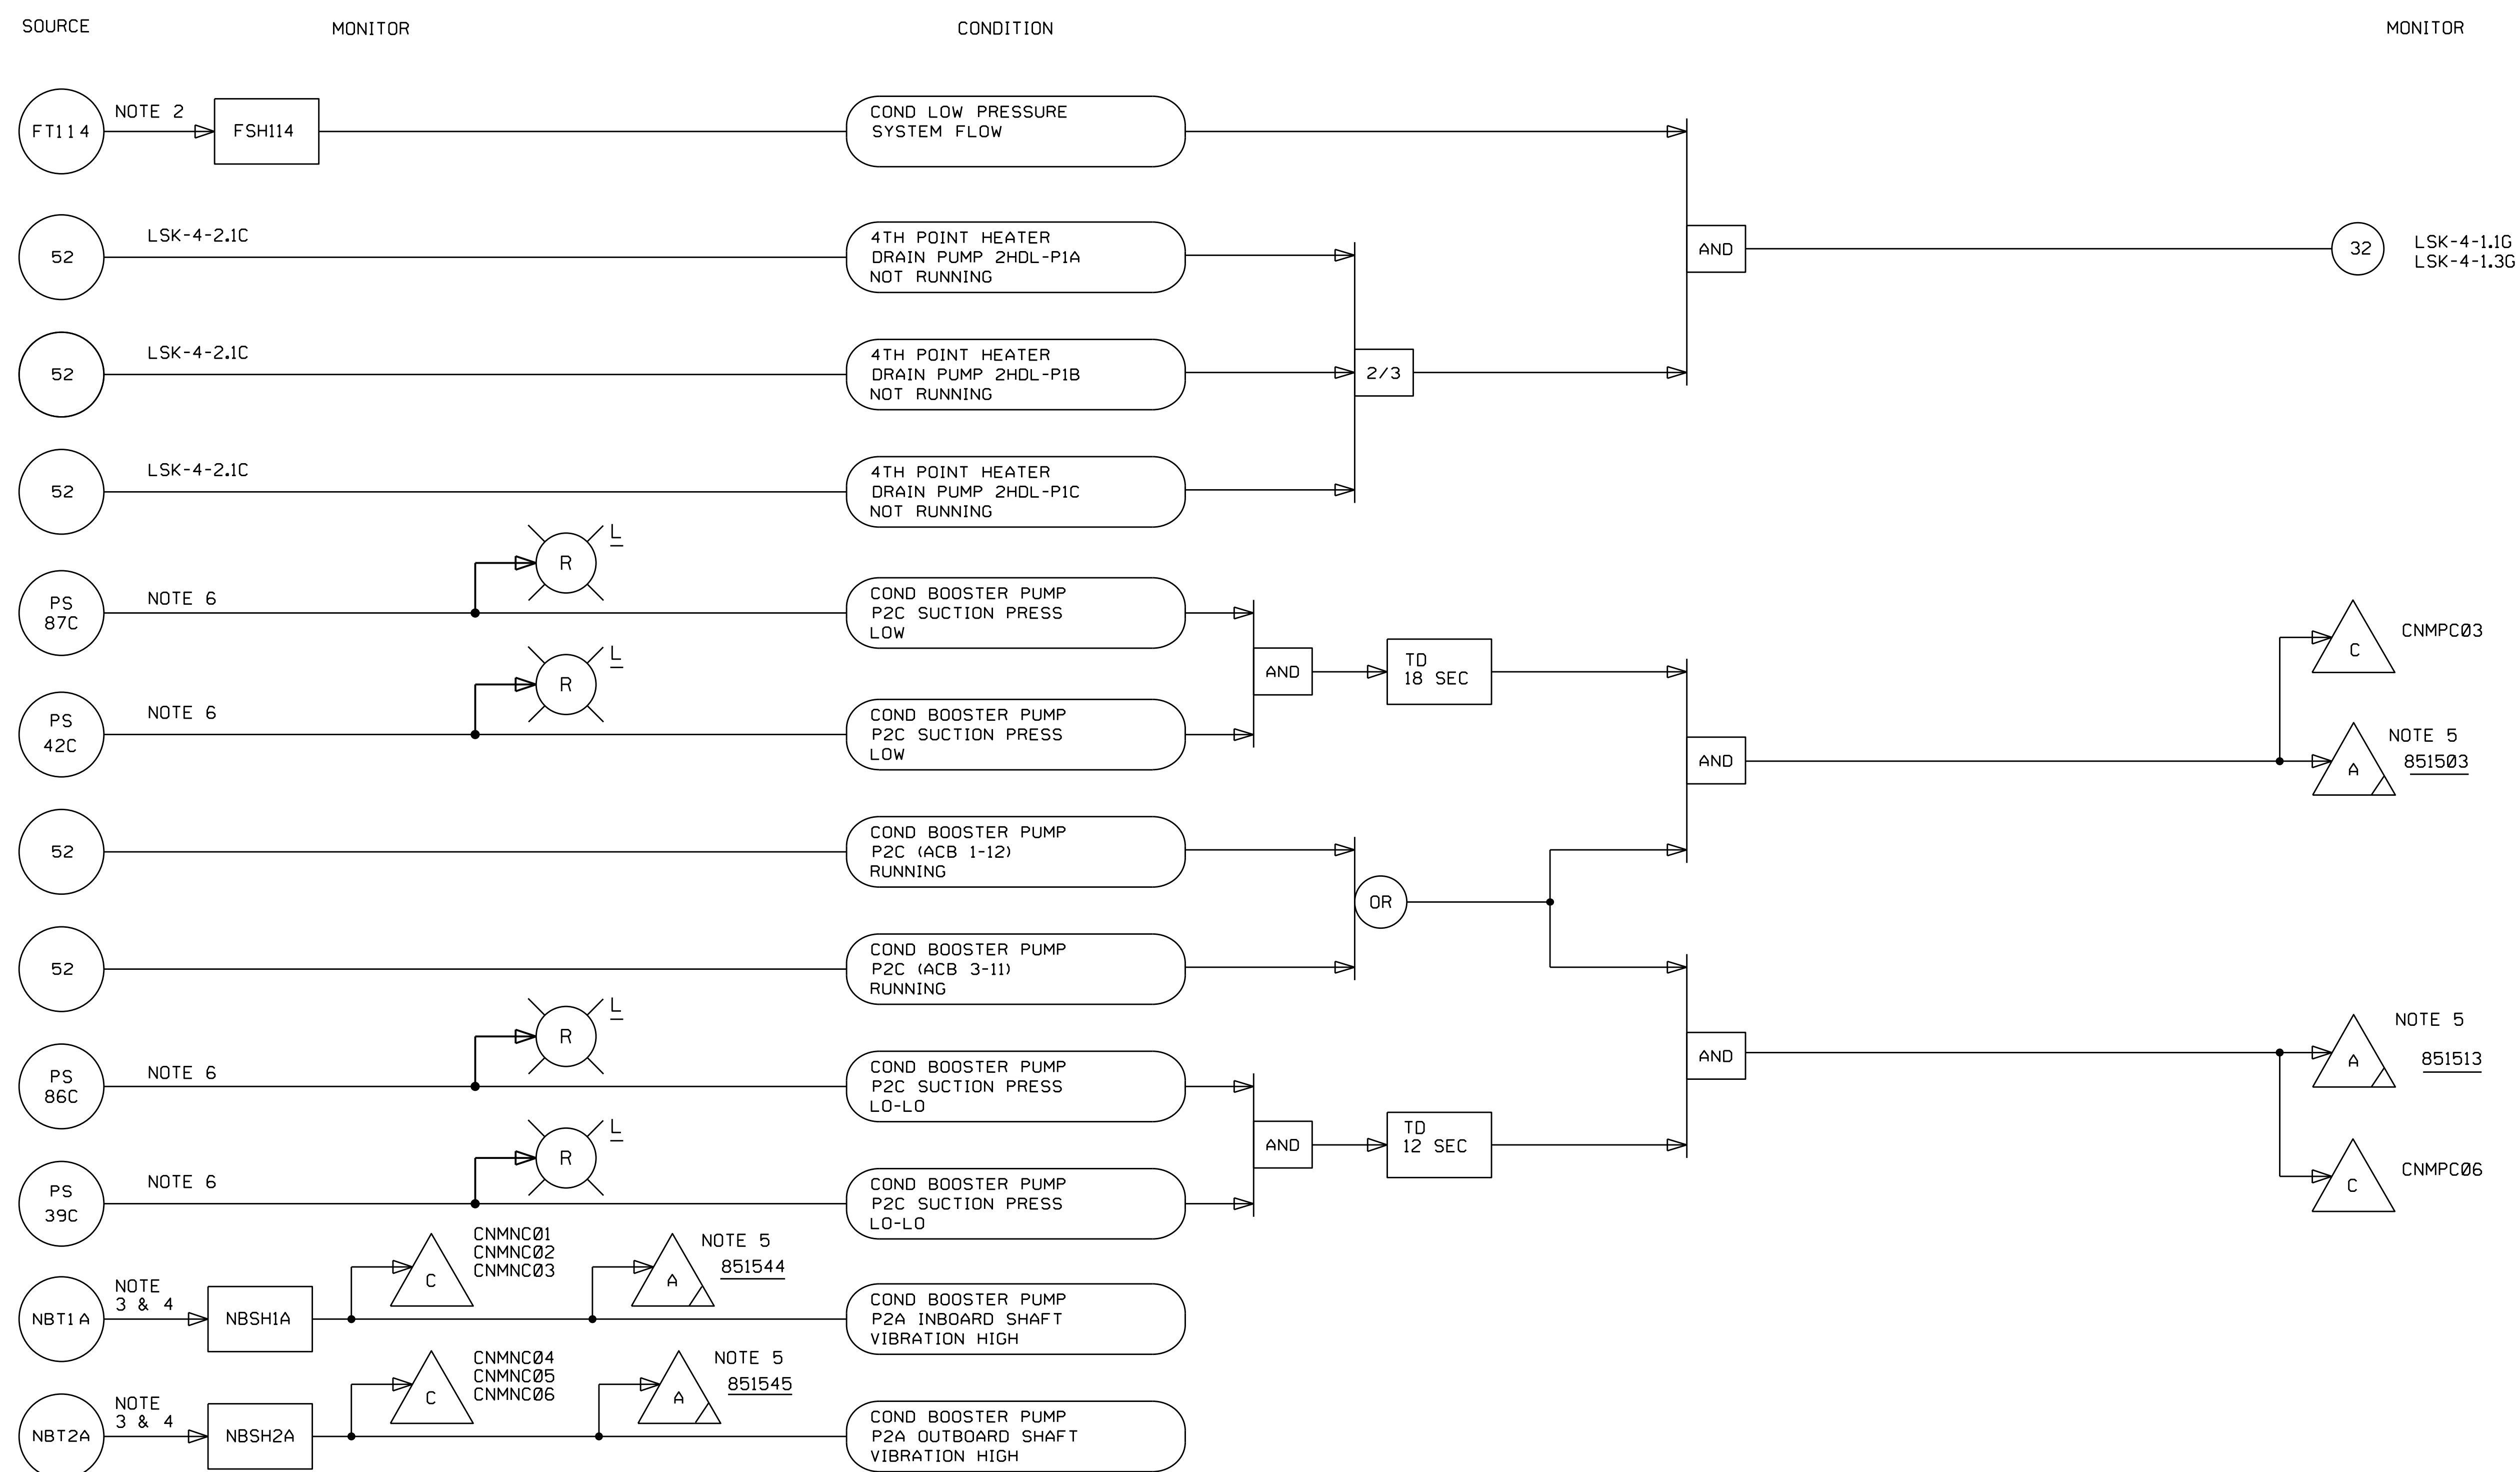 SOURCE
MONITOR
CONDITION
MONITOR
FT114
NOTE 2
FSH114
COND LOW PRESSURE
SYSTEM FLOW
52
LSK-4-2.1C
4TH POINT HEATER
DRAIN PUMP 2HDL-P1A
NOT RUNNING
AND
32
LSK-4-1.1G
LSK-4-1.3G
52
LSK-4-2.1C
4TH POINT HEATER
DRAIN PUMP 2HDL-P1B
NOT RUNNING
2/3
52
LSK-4-2.1C
4TH POINT HEATER
DRAIN PUMP 2HDL-P1C
NOT RUNNING
R
L
PS
87C
NOTE 6
COND BOOSTER PUMP
P2C SUCTION PRESS
LOW
AND
TD
18 SEC
C
CNMPCØ3
R
L
PS
42C
NOTE 6
COND BOOSTER PUMP
P2C SUCTION PRESS
LOW
AND
A
NOTE 5
8515Ø3
52
COND BOOSTER PUMP
P2C (ACB 1-12)
RUNNING
OR
52
COND BOOSTER PUMP
P2C (ACB 3-11)
RUNNING
R
L
PS
86C
NOTE 6
COND BOOSTER PUMP
P2C SUCTION PRESS
LO-LO
AND
A
NOTE 5
851513
R
L
PS
39C
NOTE 6
COND BOOSTER PUMP
P2C SUCTION PRESS
LO-LO
AND
TD
12 SEC
C
CNMPCØ6
NBT1A
NOTE
3 & 4
NBSH1A
C
CNMNCØ1
CNMNCØ2
CNMNCØ3
A
NOTE 5
851544
COND BOOSTER PUMP
P2A INBOARD SHAFT
VIBRATION HIGH
NBT2A
NOTE
3 & 4
NBSH2A
C
CNMNCØ4
CNMNCØ5
CNMNCØ6
A
NOTE 5
851545
COND BOOSTER PUMP
P2A OUTBOARD SHAFT
VIBRATION HIGH